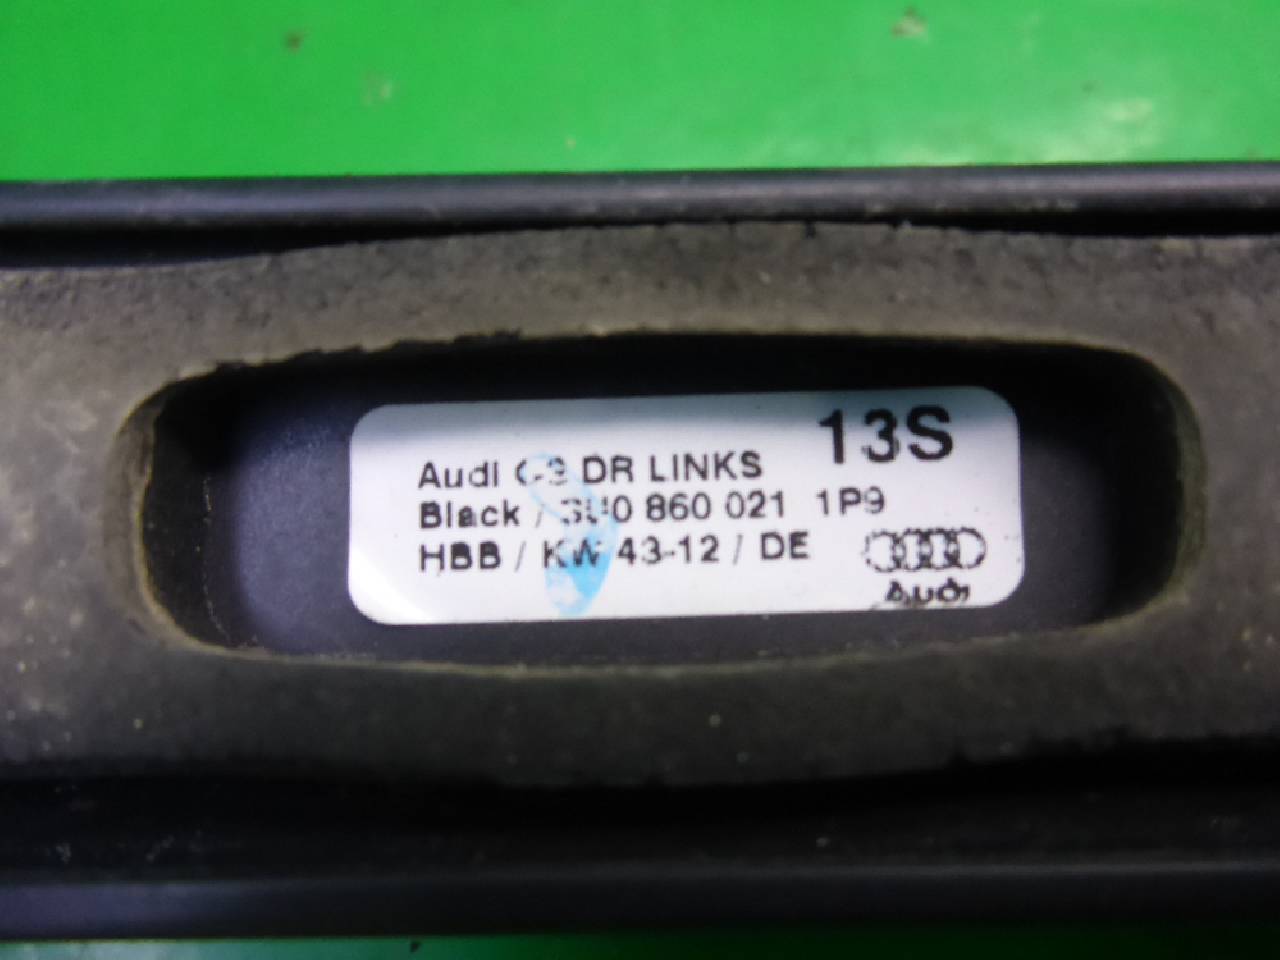 13S
Audi Q3 DR LINKS
Black / 8U0 860 021 1P9
HBB / KW 43-12 / DE
Audi